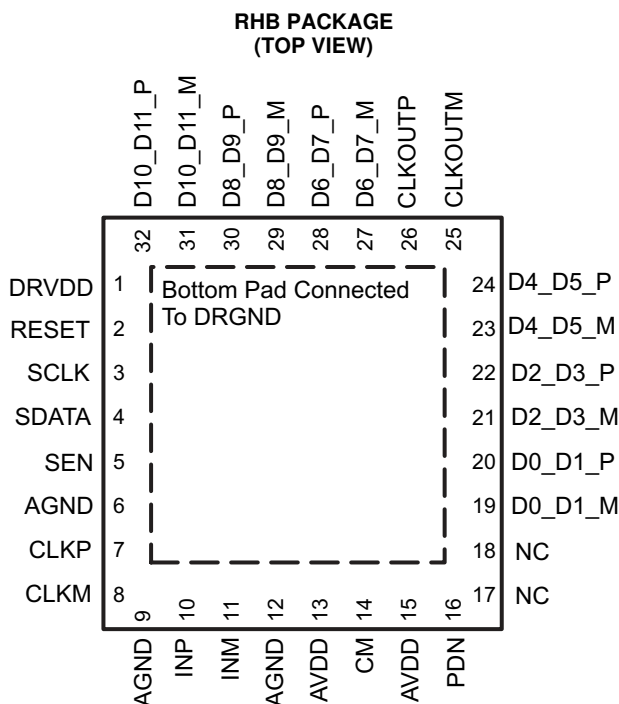 RHB PACKAGE
(TOP VIEW)
D10_D11_P
D10_D11_M
D8_D9_P
D8_D9_M
D6_D7_P
D6_D7_M
CLKOUTP
CLKOUTM
32
31
30
29
28
27
26
25
DRVDD 1
RESET 2
SCLK 3
SDATA 4
SEN 5
AGND 6
CLKP 7
CLKM 8
Bottom Pad Connected
To DRGND
24 D4_D5_P
23 D4_D5_M
22 D2_D3_P
21 D2_D3_M
20 D0_D1_P
19 D0_D1_M
18 NC
17 NC
9
10
11
12
13
14
15
16
AGND
INP
INM
AGND
AVDD
CM
AVDD
PDN